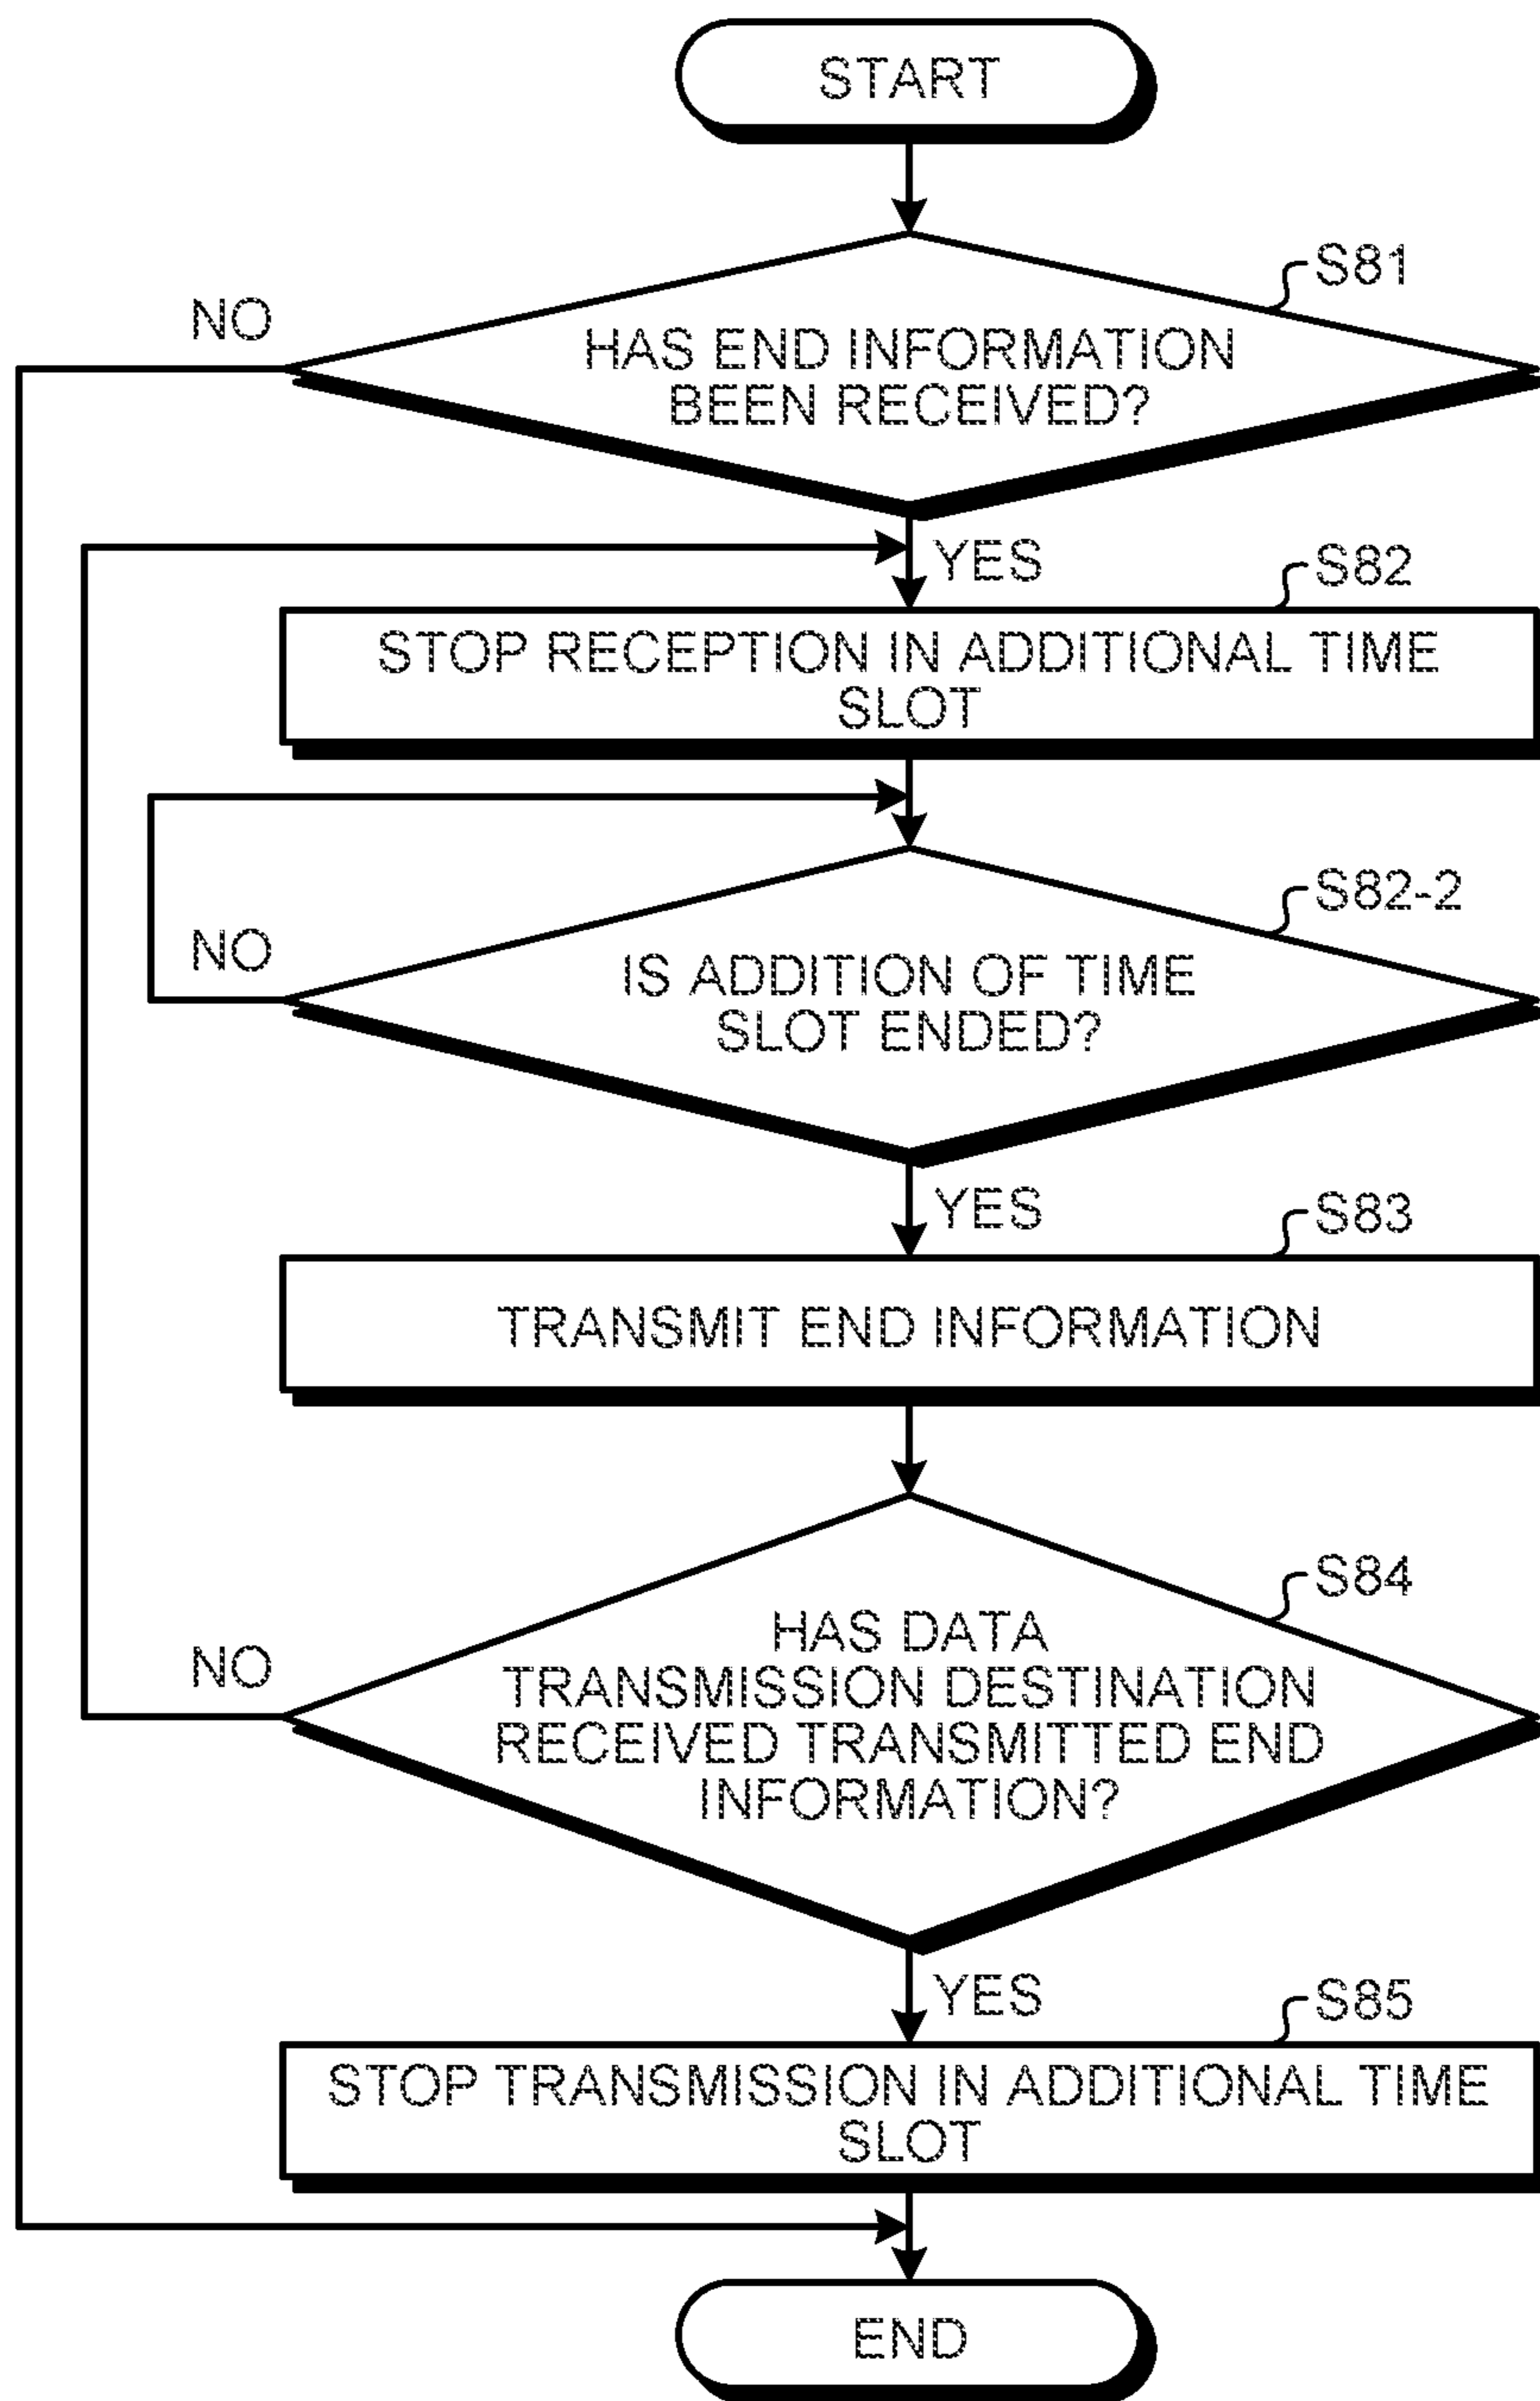 START
S81
NO
HAS END INFORMATION
BEEN RECEIVED?
YES
S82
STOP RECEPTION IN ADDITIONAL TIME
SLOT
S82-2
NO
IS ADDITION OF TIME
SLOT ENDED?
YES
S83
TRANSMIT END INFORMATION
S84
NO
HAS DATA
TRANSMISSION DESTINATION
RECEIVED TRANSMITTED END
INFORMATION?
YES
S85
STOP TRANSMISSION IN ADDITIONAL TIME
SLOT
END